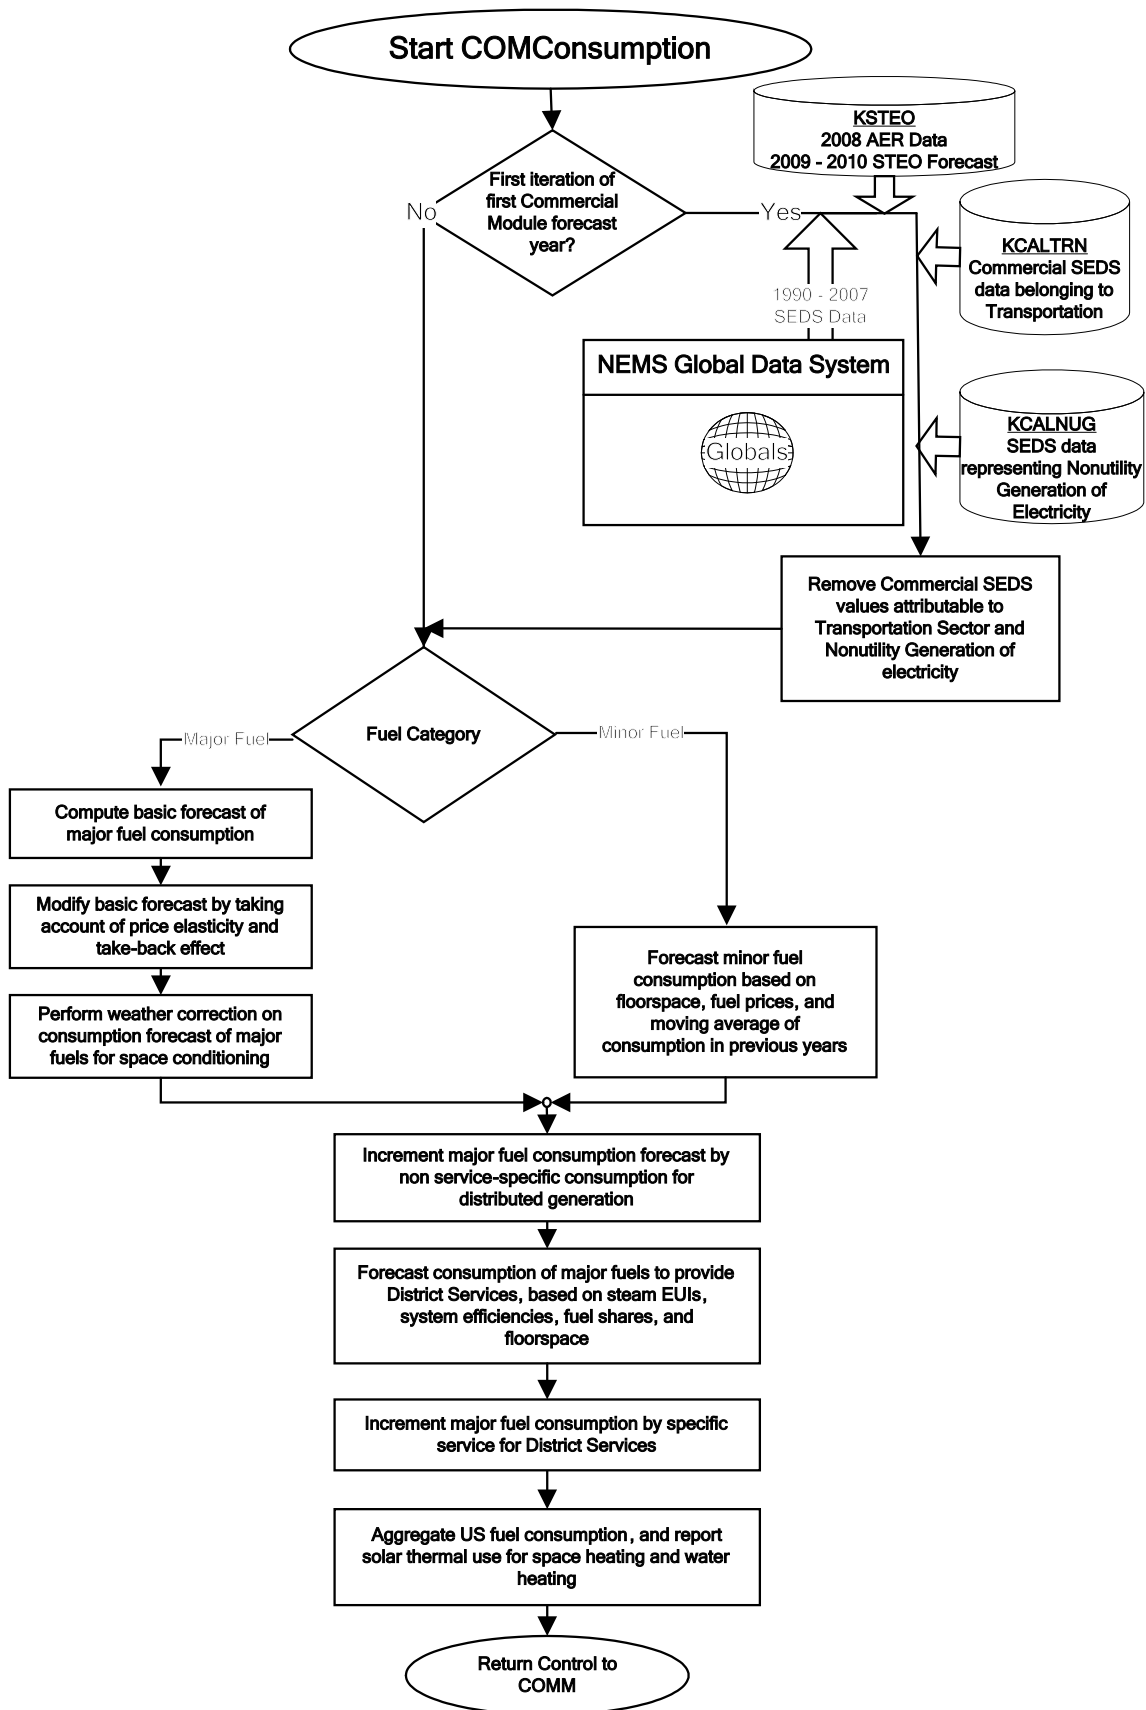 Start COMConsumption
KSTEO
2008 AER Data
2009 - 2010 STEO Forecast
First iteration of
first Commercial
Module forecast
year?
No
Yes
KCALTRN
Commercial SEDS
data belonging to
Transportation
1990 - 2007
SEDS Data
NEMS Global Data System
Globals
KCALNUG
SEDS data
representing Nonutility
Generation of
Electricity
Remove Commercial SEDS
values attributable to
Transportation Sector and
Nonutility Generation of
electricity
Fuel Category
Major Fuel
Minor Fuel
Compute basic forecast of
major fuel consumption
Modify basic forecast by taking
account of price elasticity and
take-back effect
Perform weather correction on
consumption forecast of major
fuels for space conditioning
Forecast minor fuel
consumption based on
floorspace, fuel prices, and
moving average of
consumption in previous years
Increment major fuel consumption forecast by
non service-specific consumption for
distributed generation
Forecast consumption of major fuels to provide
District Services, based on steam EUIs,
system efficiencies, fuel shares, and
floorspace
Increment major fuel consumption by specific
service for District Services
Aggregate US fuel consumption, and report
solar thermal use for space heating and water
heating
Return Control to
COMM